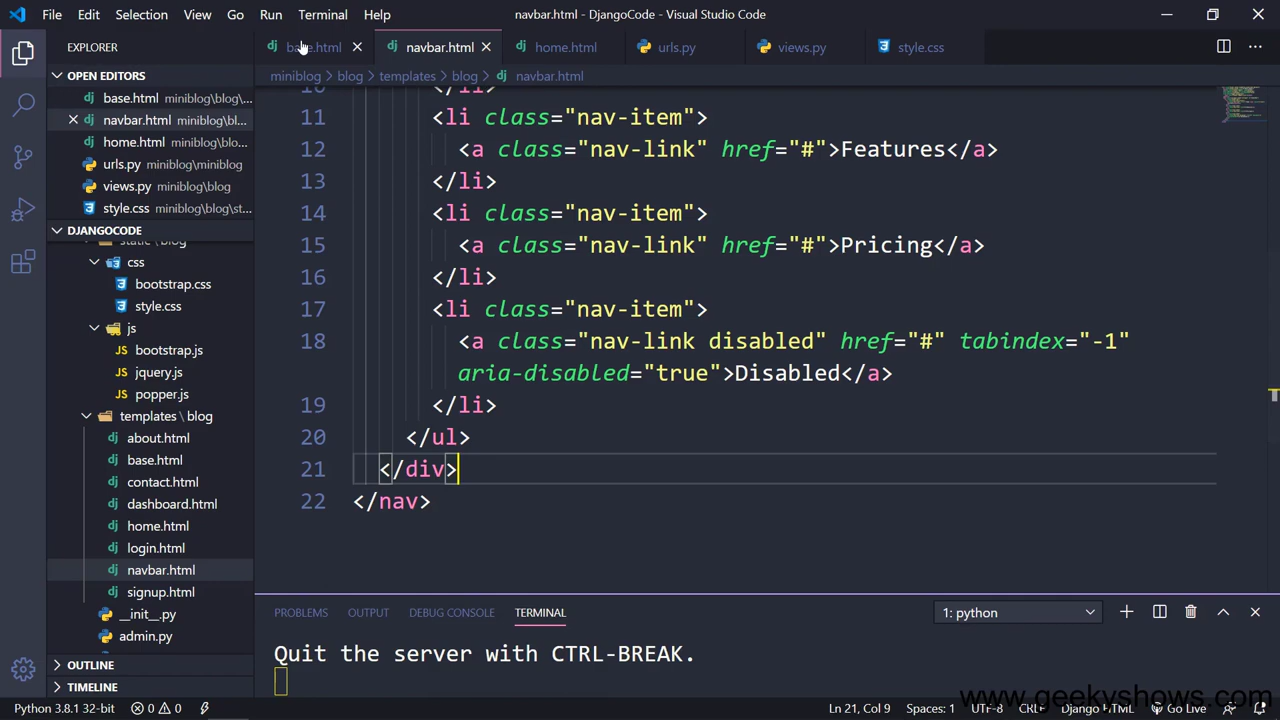 File Edit Selection View Go Run Terminal Help navbar.html - DjangoCode - Visual Studo Code
EXPLORER
base.html navbar.html home.html urls.py views.py style.css
OPEN EDITORS
miniblog > blog > templates > blog > navbar.html
base.html miniblog\blog\...
navbar.html miniblog\bl...
home.html miniblog\blo...
urls.py miniblog\miniblog
views.py miniblog\blog
style.css miniblog\blog\st...
DJANGOCODE
static \ blog
css
bootstrap.css
style.css
js
bootstrap.js
jquery.js
popper.js
templates \ blog
about.html
base.html
contact.html
dashboard.html
home.html
login.html
navbar.html
signup.html
__init__.py
admin.py
OUTLINE
TIMELINE
10 </li>
11 <li class="nav-item">
12 <a class="nav-link" href="#">Features</a>
13 </li>
14 <li class="nav-item">
15 <a class="nav-link" href="#">Pricing</a>
16 </li>
17 <li class="nav-item">
18 <a class="nav-link disabled" href="#" tabindex="-1"
aria-disabled="true">Disabled</a>
19 </li>
20 </ul>
21 </div>
22 </nav>
PROBLEMS OUTPUT DEBUG CONSOLE TERMINAL 1: python
Quit the server with CTRL-BREAK.
www.geekyshows.com
Python 3.8.1 32-bit 0 0 Ln 21, Col 9 Spaces: 1 UTF-8 CRLF Django HTML Go Live